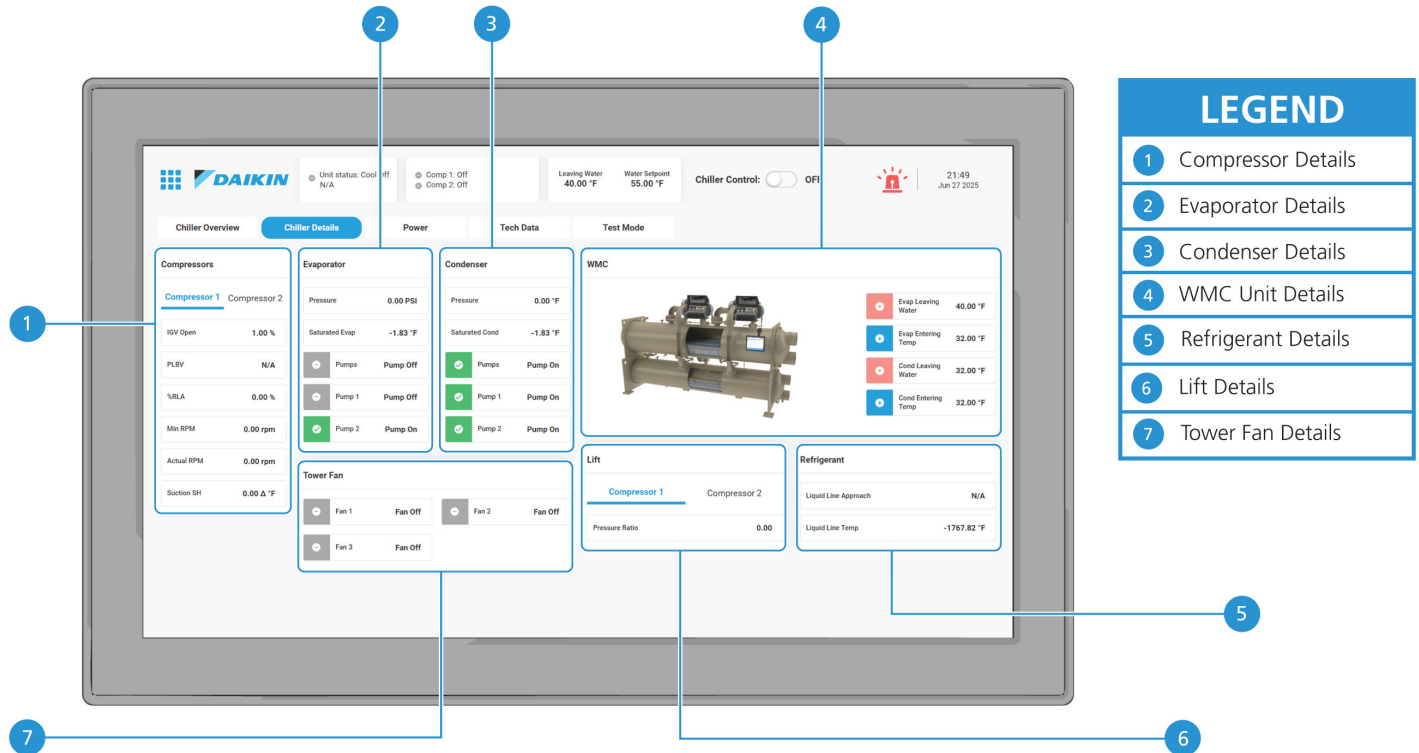 2
3
4
LEGEND
1 Compressor Details
2 Evaporator Details
3 Condenser Details
4 WMC Unit Details
5 Refrigerant Details
6 Lift Details
7 Tower Fan Details
DAIKIN
Unit status: Cool Off
N/A
Comp 1: Off
Comp 2: Off
Leaving Water
40.00 °F
Water Setpoint
55.00 °F
Chiller Control:
21:49
Jun 27 2025
Chiller Overview
Chiller Details
Power
Tech Data
Test Mode
Compressors
Compressor 1 Compressor 2
IGV Open 1.00 %
PLBV N/A
%RLA 0.00 %
Min RPM 0.00 rpm
Actual RPM 0.00 rpm
Suction SH 0.00 Δ °F
1
Evaporator
Pressure 0.00 PSI
Saturated Evap -1.83 °F
Pumps Pump Off
Pump 1 Pump Off
Pump 2 Pump On
Condenser
Pressure 0.00 °F
Saturated Cond -1.83 °F
Pumps Pump On
Pump 1 Pump On
Pump 2 Pump On
WMC
Evap Leaving
Water
40.00 °F
Evap Entering
Temp
32.00 °F
Cond Leaving
Water
32.00 °F
Cond Entering
Temp
32.00 °F
Tower Fan
Fan 1 Fan Off
Fan 2 Fan Off
Fan 3 Fan Off
Lift
Compressor 1 Compressor 2
Pressure Ratio 0.00
Refrigerant
Liquid Line Approach N/A
Liquid Line Temp -1767.82 °F
5
7
6